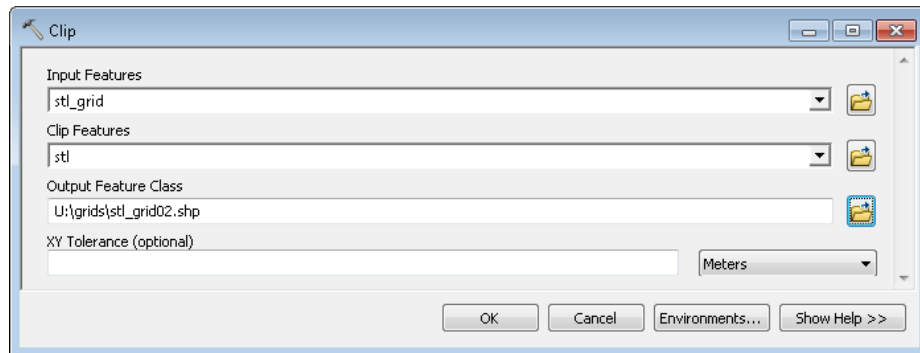 Clip
Input Features
stl_grid
Clip Features
stl
Output Feature Class
U:\grids\stl_grid02.shp
XY Tolerance (optional)
Meters
OK Cancel Environments... Show Help >>